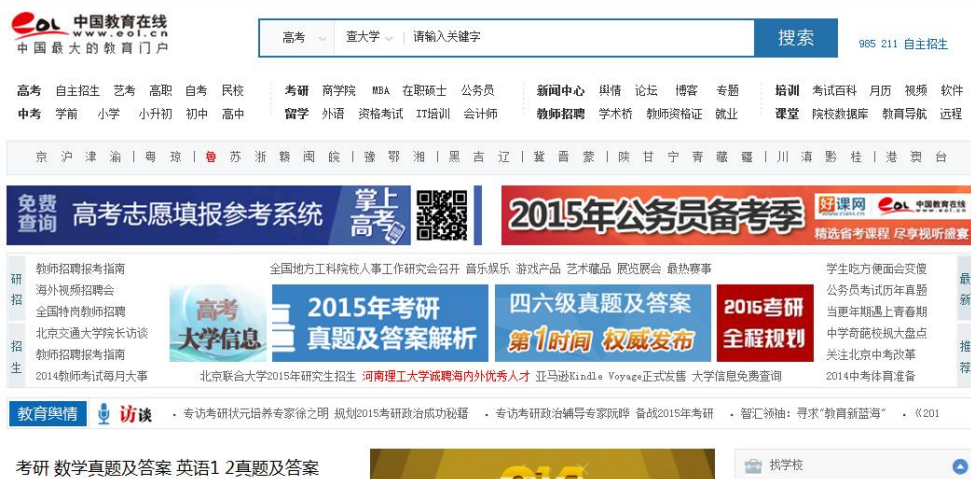 eol 中国教育在线
www.eol.cn
中国最大的教育门户
高考 查大学 | 请输入关键字 搜索 985 211 自主招生
高考 自主招生 艺考 高职 自考 民校 考研 商学院 MBA 在职硕士 公务员 新闻中心 舆情 论坛 博客 专题 培训 考试百科 月历 视频 软件
中考 学前 小学 小升初 初中 高中 留学 外语 资格考试 IT培训 会计师 教师招聘 学术桥 教师资格证 就业 课堂 院校数据库 教育导航 远程
京 沪 津 渝 | 粤 琼 | 鲁 苏 浙 赣 闽 皖 | 豫 鄂 湘 | 黑 吉 辽 | 冀 晋 蒙 | 陕 甘 宁 青 藏 疆 | 川 滇 黔 桂 | 港 澳 台
免费查询 高考志愿填报参考系统 掌上高考
2015年公务员备考季 好课网 class.cn eol 中国教育在线 www.eol.cn
精选省考课程 尽享视听盛宴
研招
招生
教师招聘报考指南
海外视频招聘会
全国特岗教师招聘
北京交通大学院长访谈
教师招聘报考指南
2014教师考试每月大事
全国地方工科院校人事工作研究会召开 音乐娱乐 游戏产品 艺术藏品 展览展会 最热赛事
高考
大学信息
2015年考研
真题及答案解析
四六级真题及答案
第1时间 权威发布
2015考研
全程规划
北京联合大学2015年研究生招生 河南理工大学诚聘海内外优秀人才 亚马逊Kindle Voyage正式发售 大学信息免费查询
学生吃方便面会变傻
公务员考试历年真题
当更年期遇上青春期
中学奇葩校规大盘点
关注北京中考改革
2014中考体育准备
最新
推荐
教育舆情 访谈 · 专访考研状元培养专家徐之明 规划2015考研政治成功秘籍 · 专访考研政治辅导专家阮晔 备战2015年考研 · 智汇领袖：寻求“教育新蓝海” · 《201
考研 数学真题及答案 英语1 2真题及答案
找学校